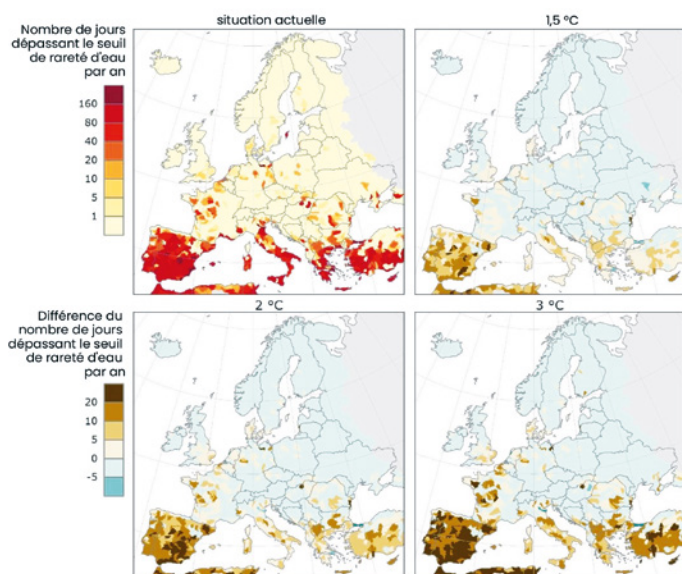 situation actuelle
1,5 °C
Nombre de jours
dépassant le seuil
de rareté d'eau
par an
160
80
40
20
10
5
1
2 °C
3 °C
Différence du
nombre de jours
dépassant le seuil
de rareté d'eau
par an
20
10
5
0
-5